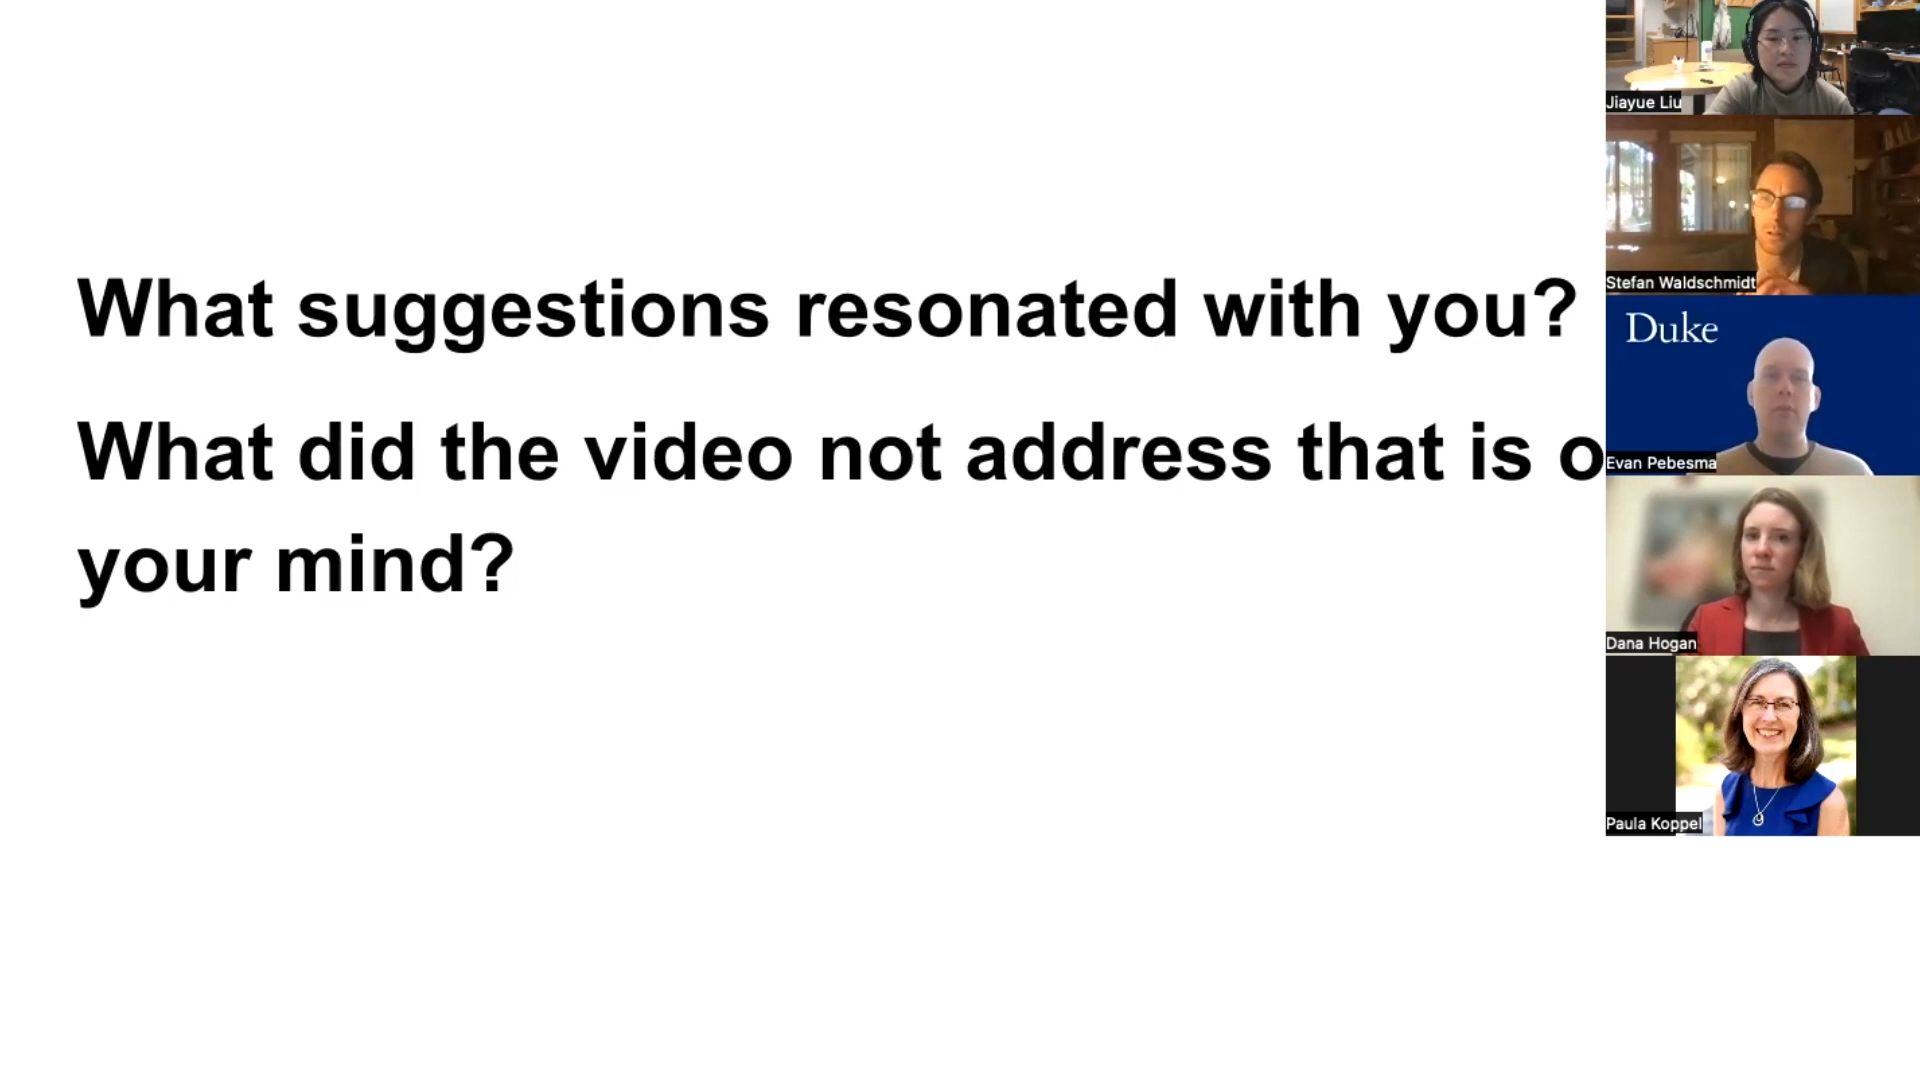 What suggestions resonated with you?
What did the video not address that is o
your mind?
Jiayue Liu
Stefan Waldschmidt
Duke
Evan Pebesma
Dana Hogan
Paula Koppel